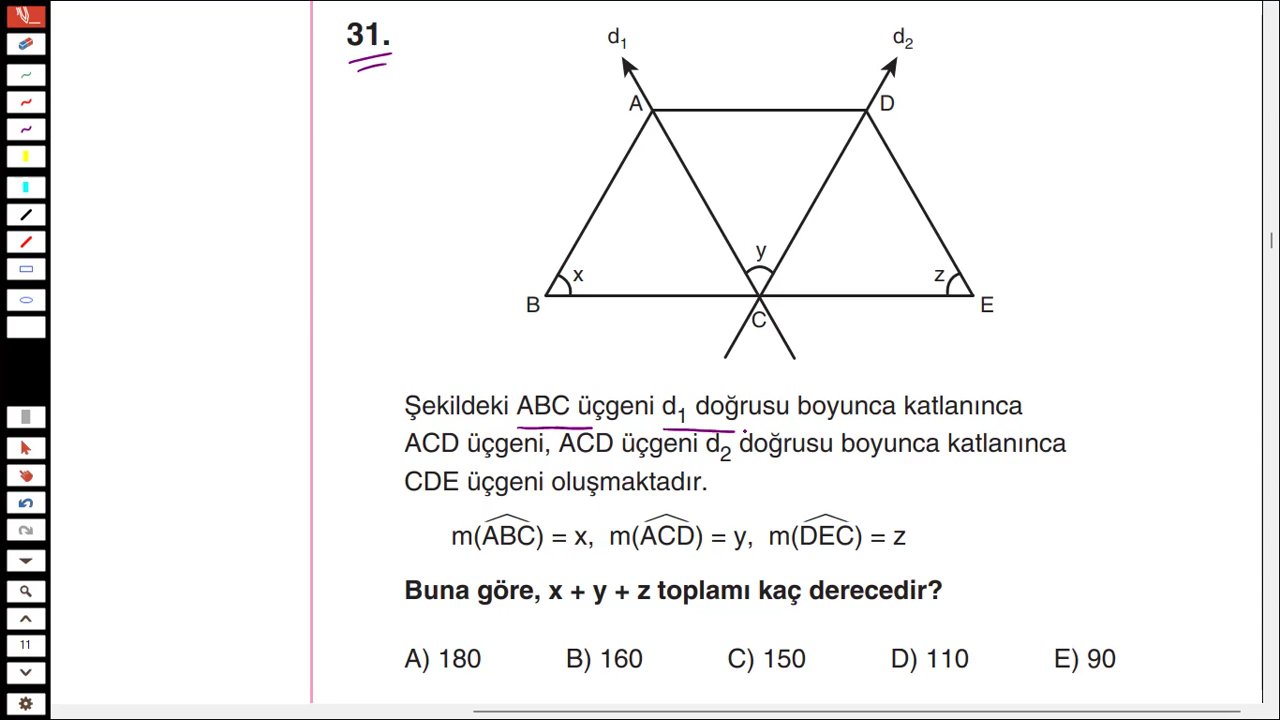 31.
d1
d2
A
D
y
x
z
B
C
E
Şekildeki ABC üçgeni d1 doğrusu boyunca katlanınca
ACD üçgeni, ACD üçgeni d2 doğrusu boyunca katlanınca
CDE üçgeni oluşmaktadır.
m(ABC) = x, m(ACD) = y, m(DEC) = z
Buna göre, x + y + z toplamı kaç derecedir?
A) 180 B) 160 C) 150 D) 110 E) 90
11